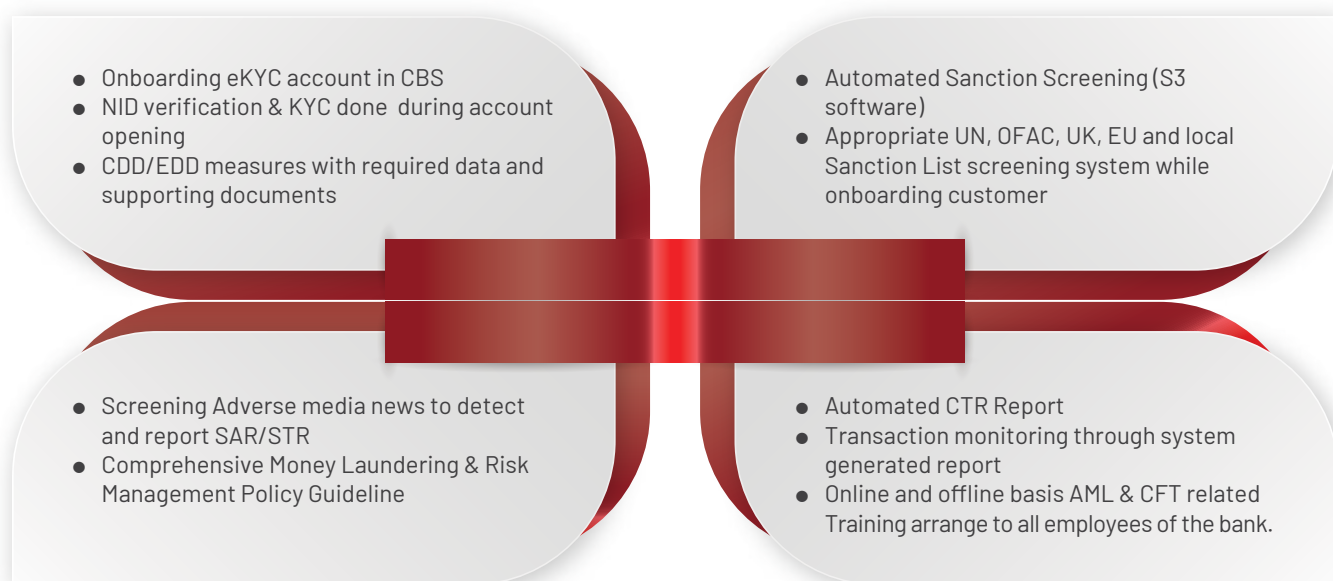 ● Onboarding eKYC account in CBS
● NID verification & KYC done during account
opening
● CDD/EDD measures with required data and
supporting documents
● Automated Sanction Screening (S3
software)
● Appropriate UN, OFAC, UK, EU and local
Sanction List screening system while
onboarding customer
● Screening Adverse media news to detect
and report SAR/STR
● Comprehensive Money Laundering & Risk
Management Policy Guideline
● Automated CTR Report
● Transaction monitoring through system
generated report
● Online and offline basis AML & CFT related
Training arrange to all employees of the bank.